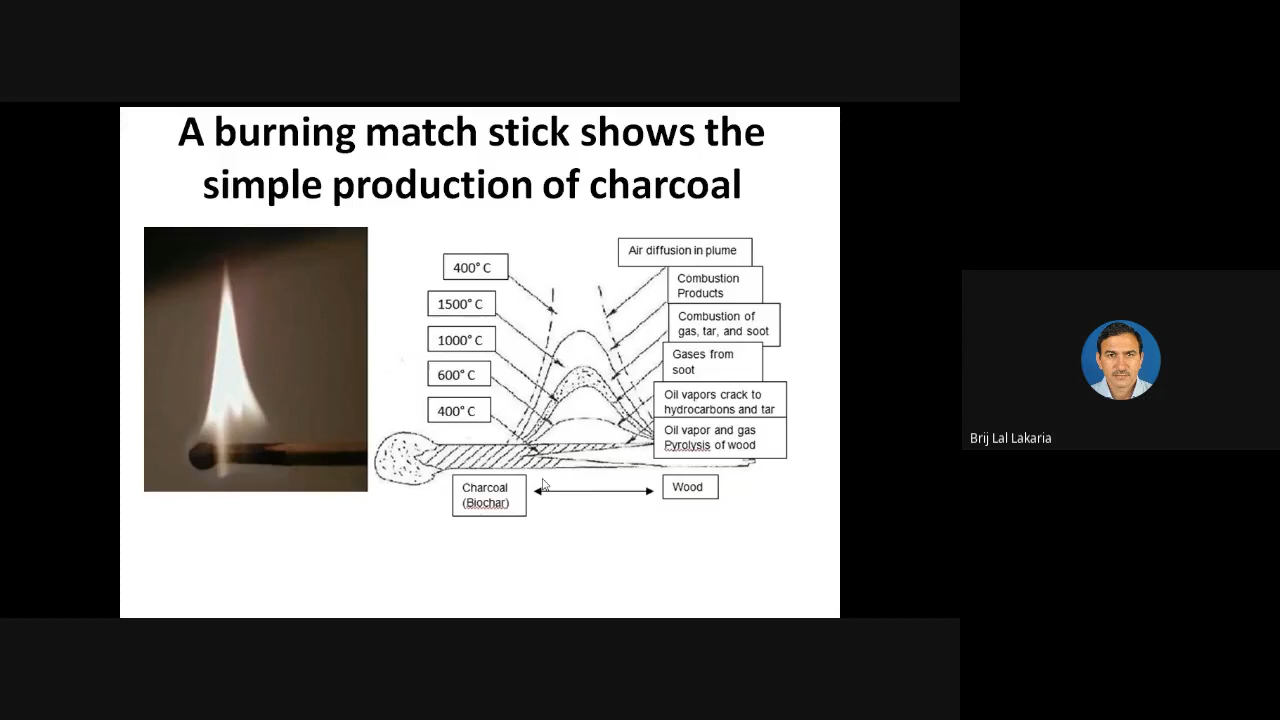 A burning match stick shows the
simple production of charcoal
400° C
1500° C
1000° C
600° C
400° C
Air diffusion in plume
Combustion
Products
Combustion of
gas, tar, and soot
Gases from
soot
Oil vapors crack to
hydrocarbons and tar
Oil vapor and gas
Pyrolysis of wood
Charcoal
(Biochar)
Wood
Brij Lal Lakaria